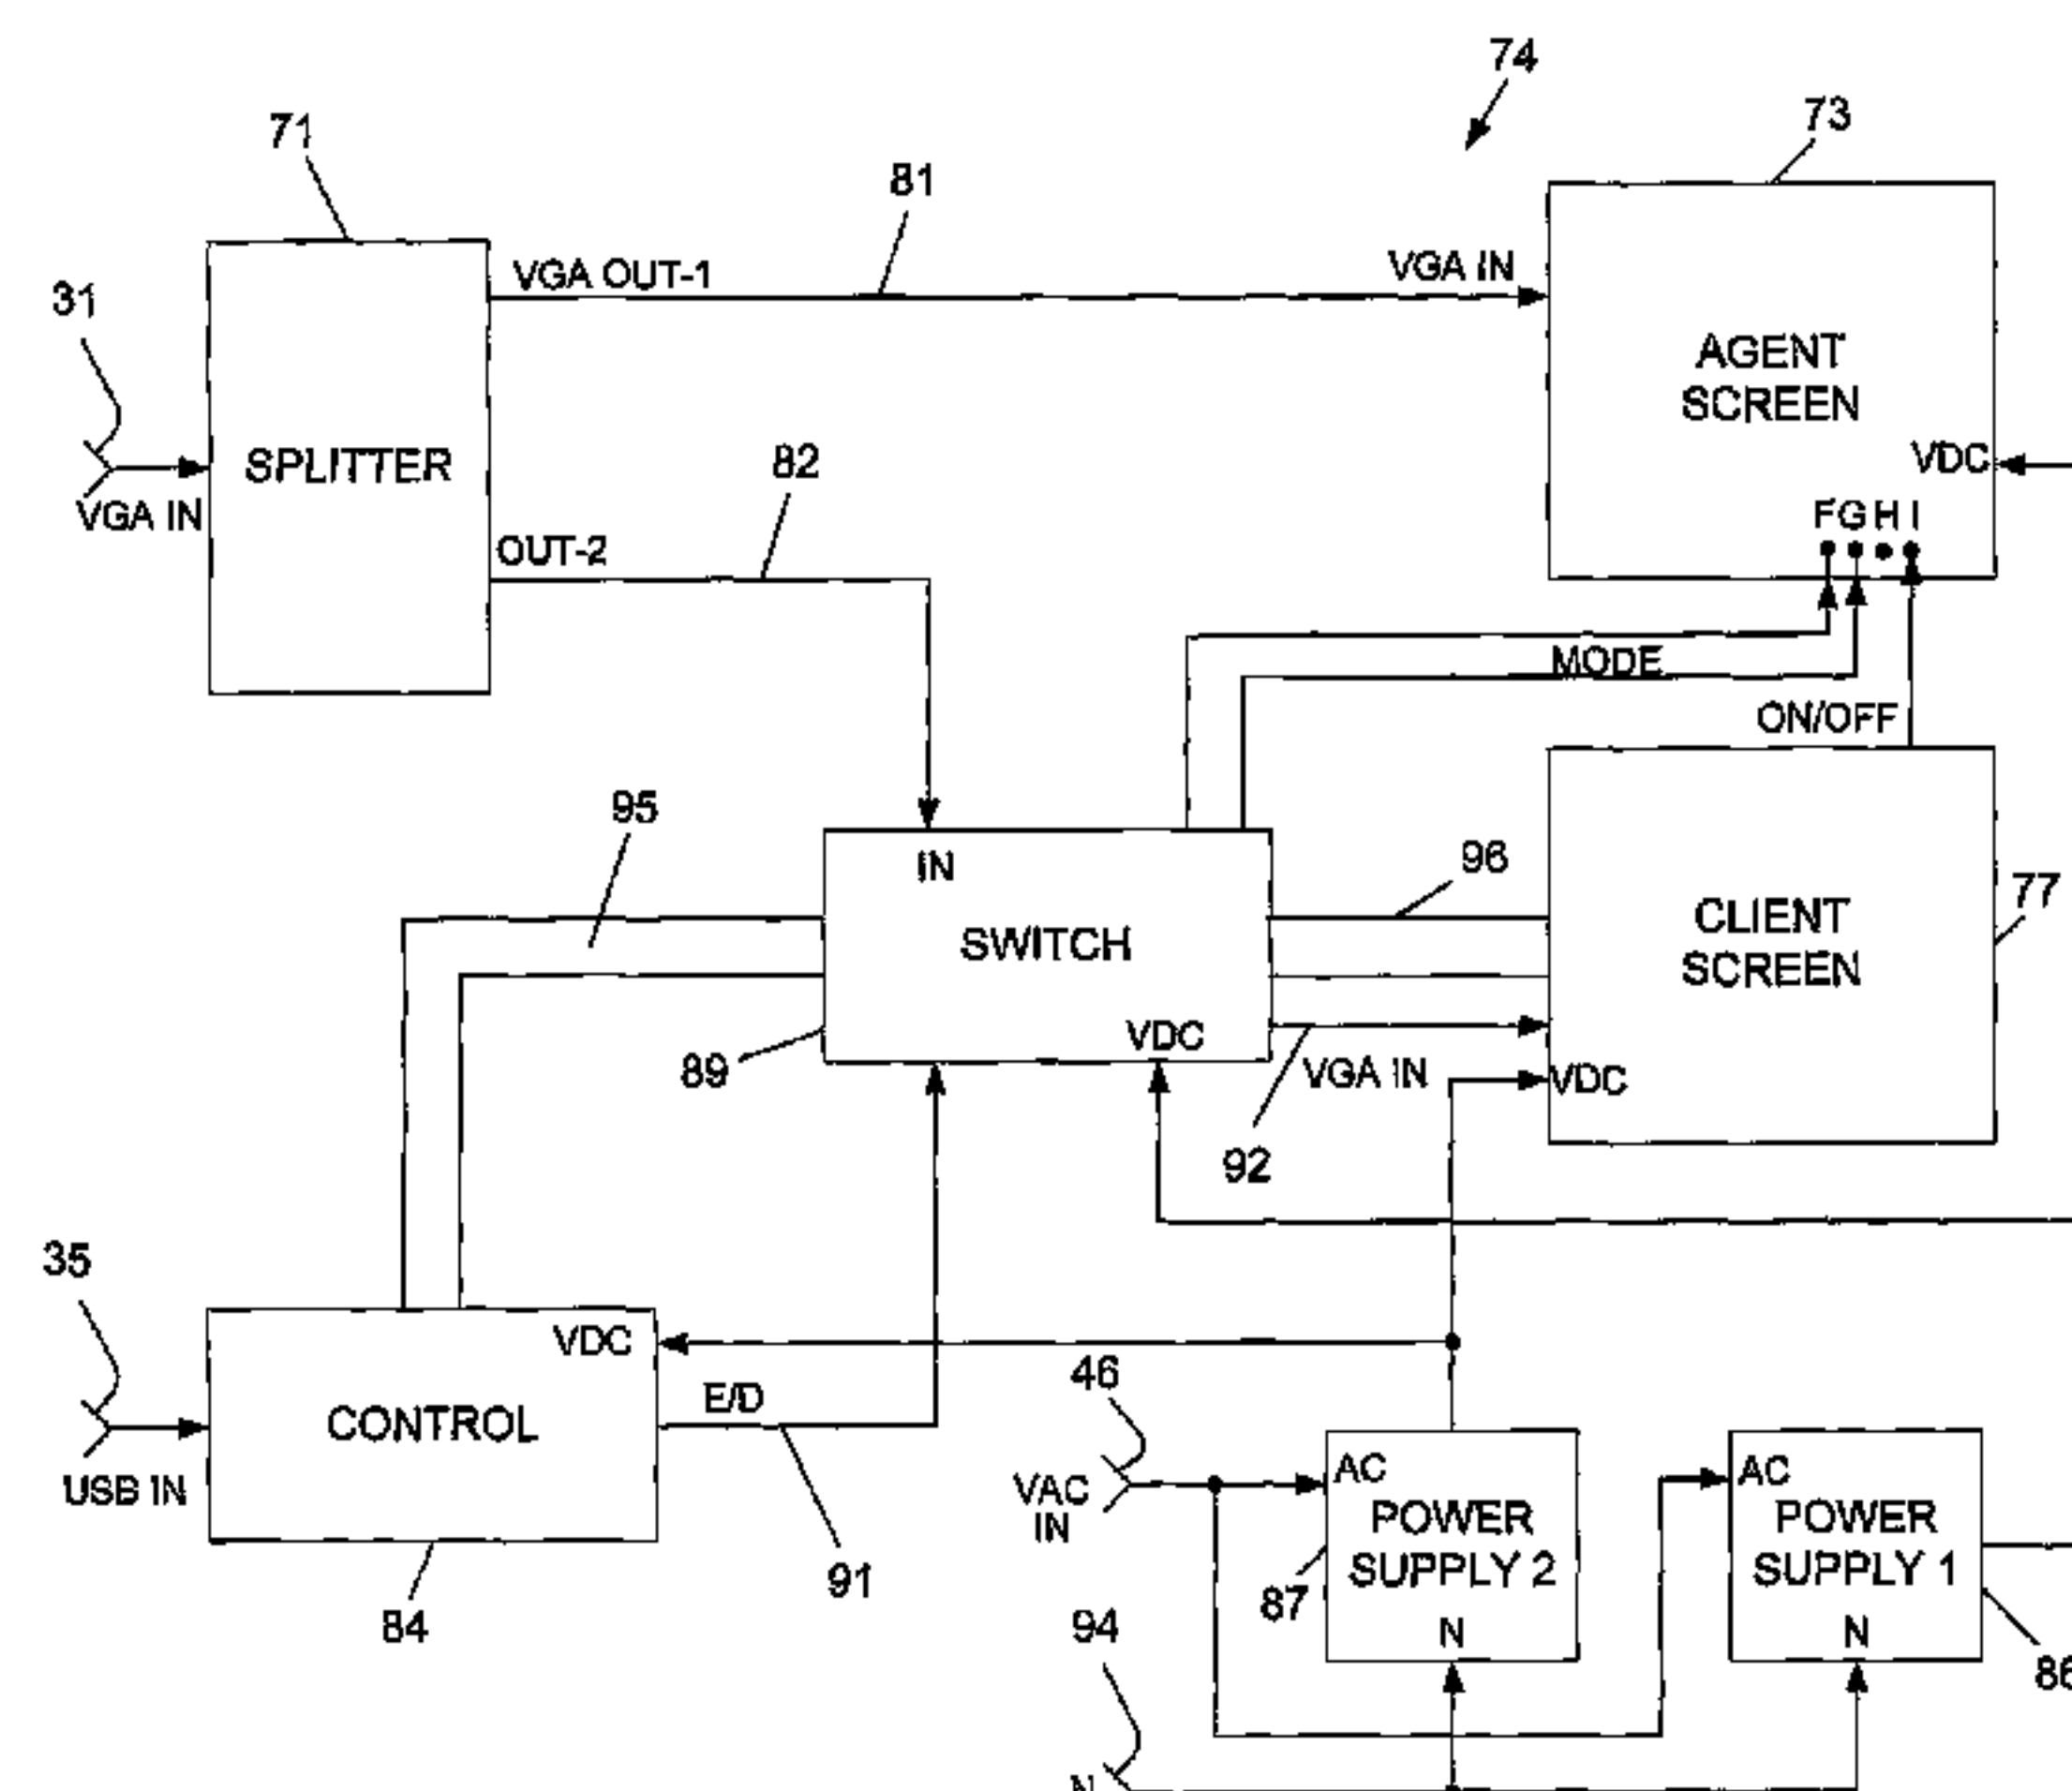 74
73
71
81
VGA OUT-1
VGA IN
31
AGENT
SCREEN
SPLITTER
82
VDC
VGA IN
F G H I
OUT-2
MODE
ON/OFF
95
IN
96
77
SWITCH
CLIENT
SCREEN
89
VDC
VGA IN
VDC
92
35
VDC
46
E/D
CONTROL
USB IN
VAC
IN
AC
POWER
SUPPLY 2
N
AC
POWER
SUPPLY 1
N
91
87
84
94
86
N